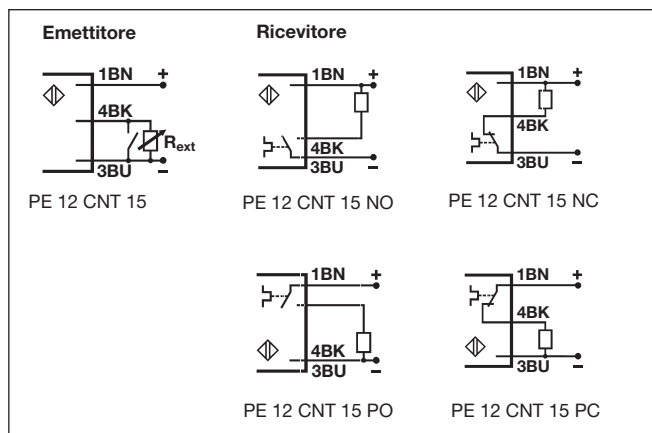 Emettitore
1BN +
4BK
Rext
3BU −
PE 12 CNT 15
Ricevitore
1BN +
4BK
3BU −
PE 12 CNT 15 NO
1BN +
4BK
3BU −
PE 12 CNT 15 NC
1BN +
4BK
3BU −
PE 12 CNT 15 PO
1BN +
4BK
3BU −
PE 12 CNT 15 PC